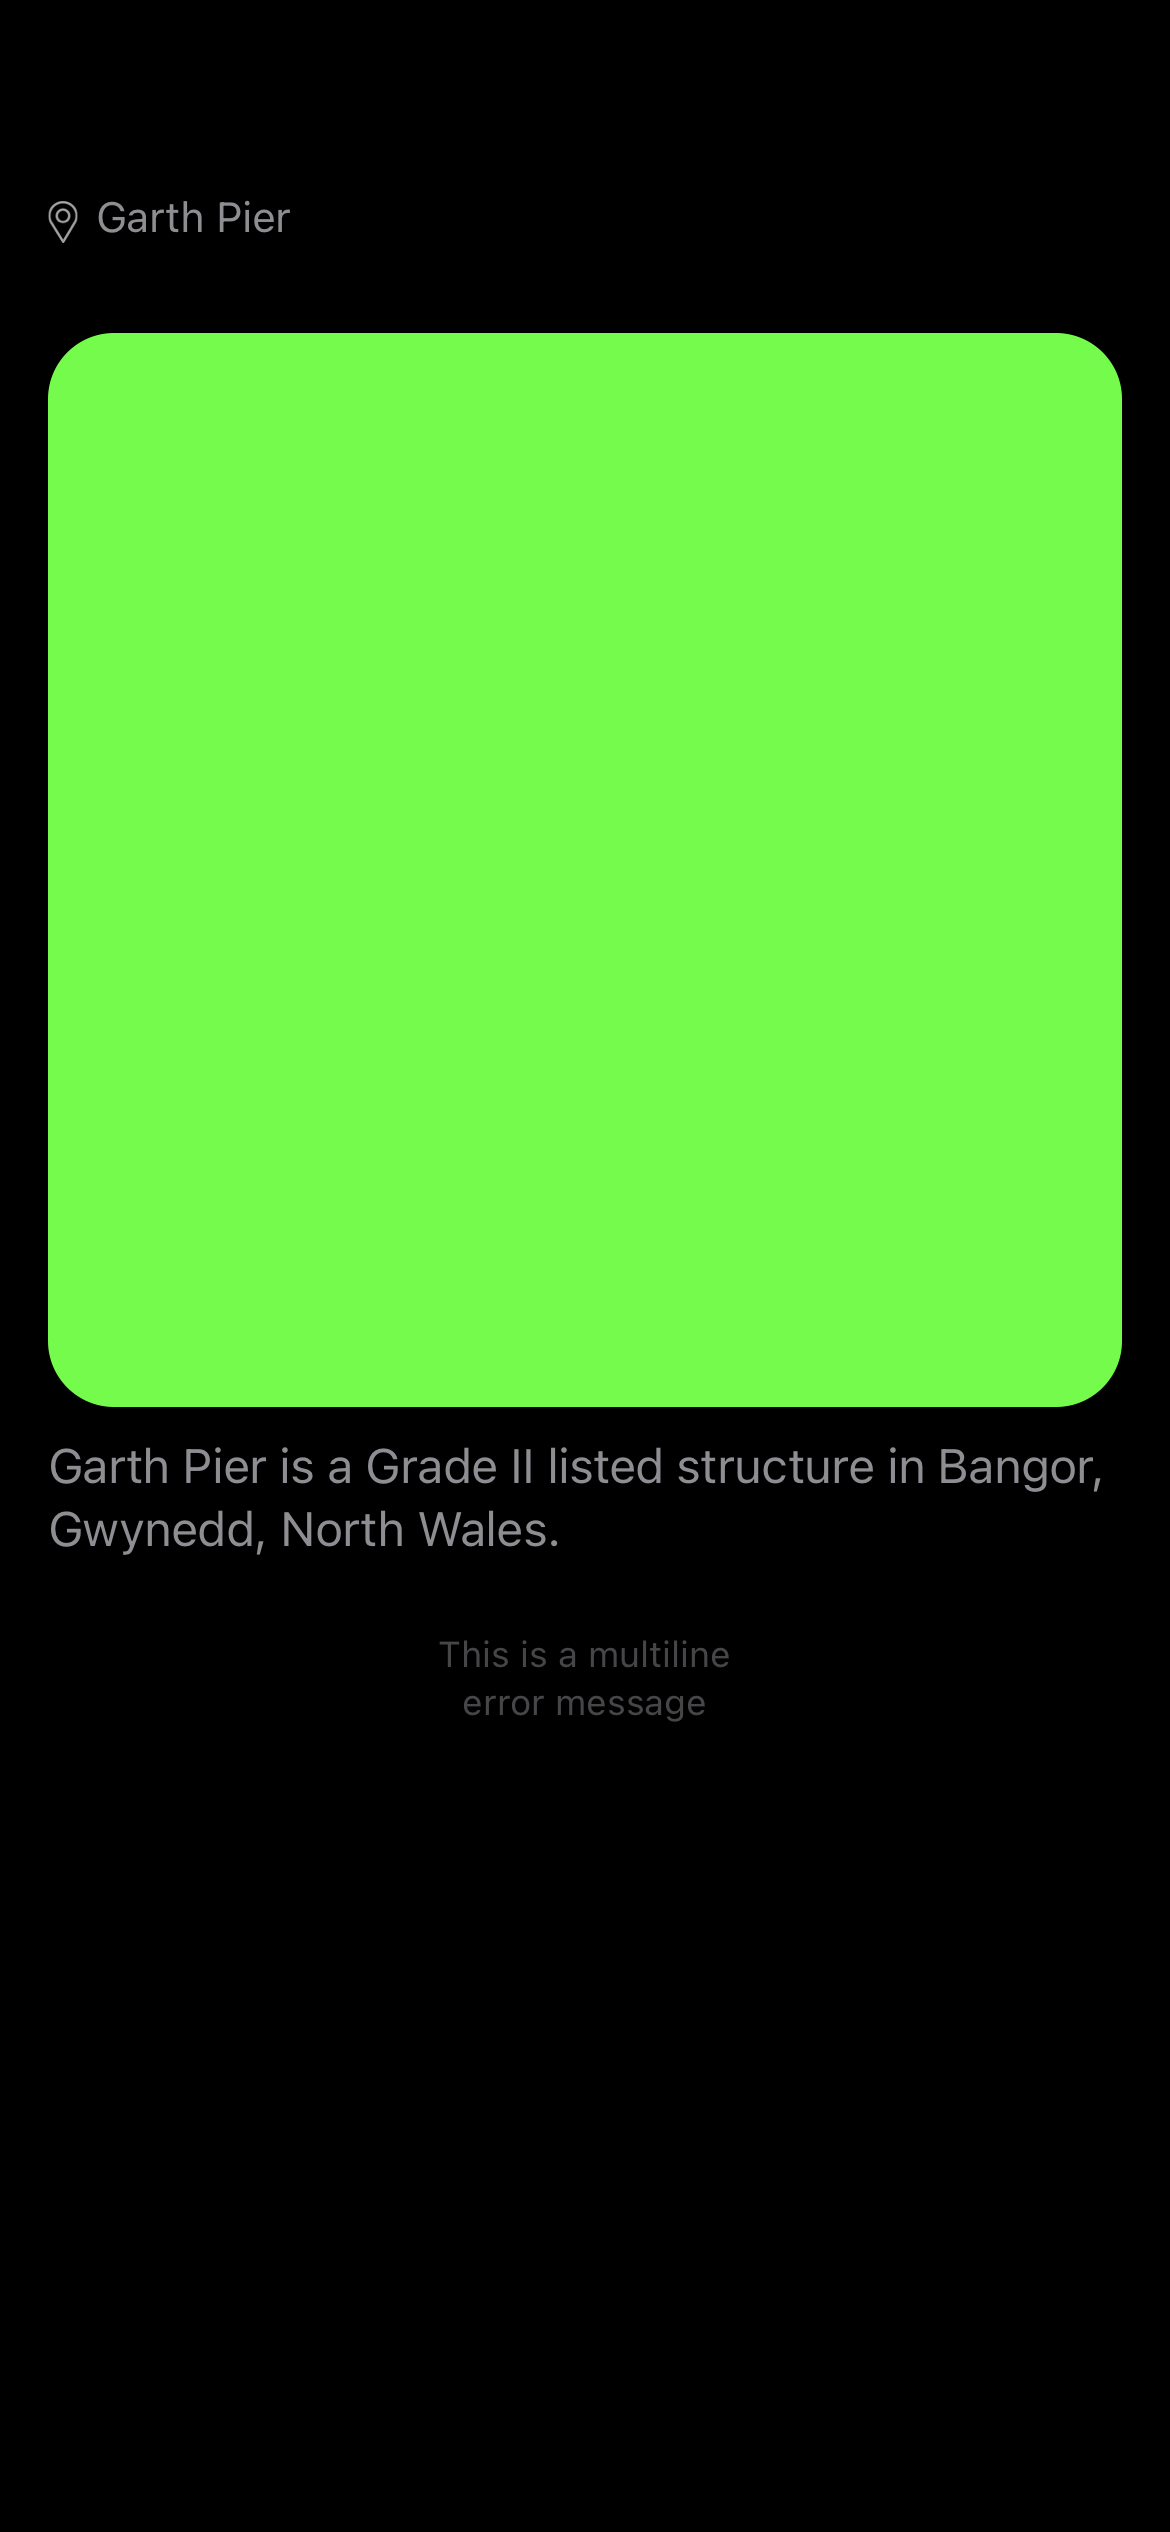 Garth Pier
Garth Pier is a Grade II listed structure in Bangor,
Gwynedd, North Wales.
This is a multiline
error message